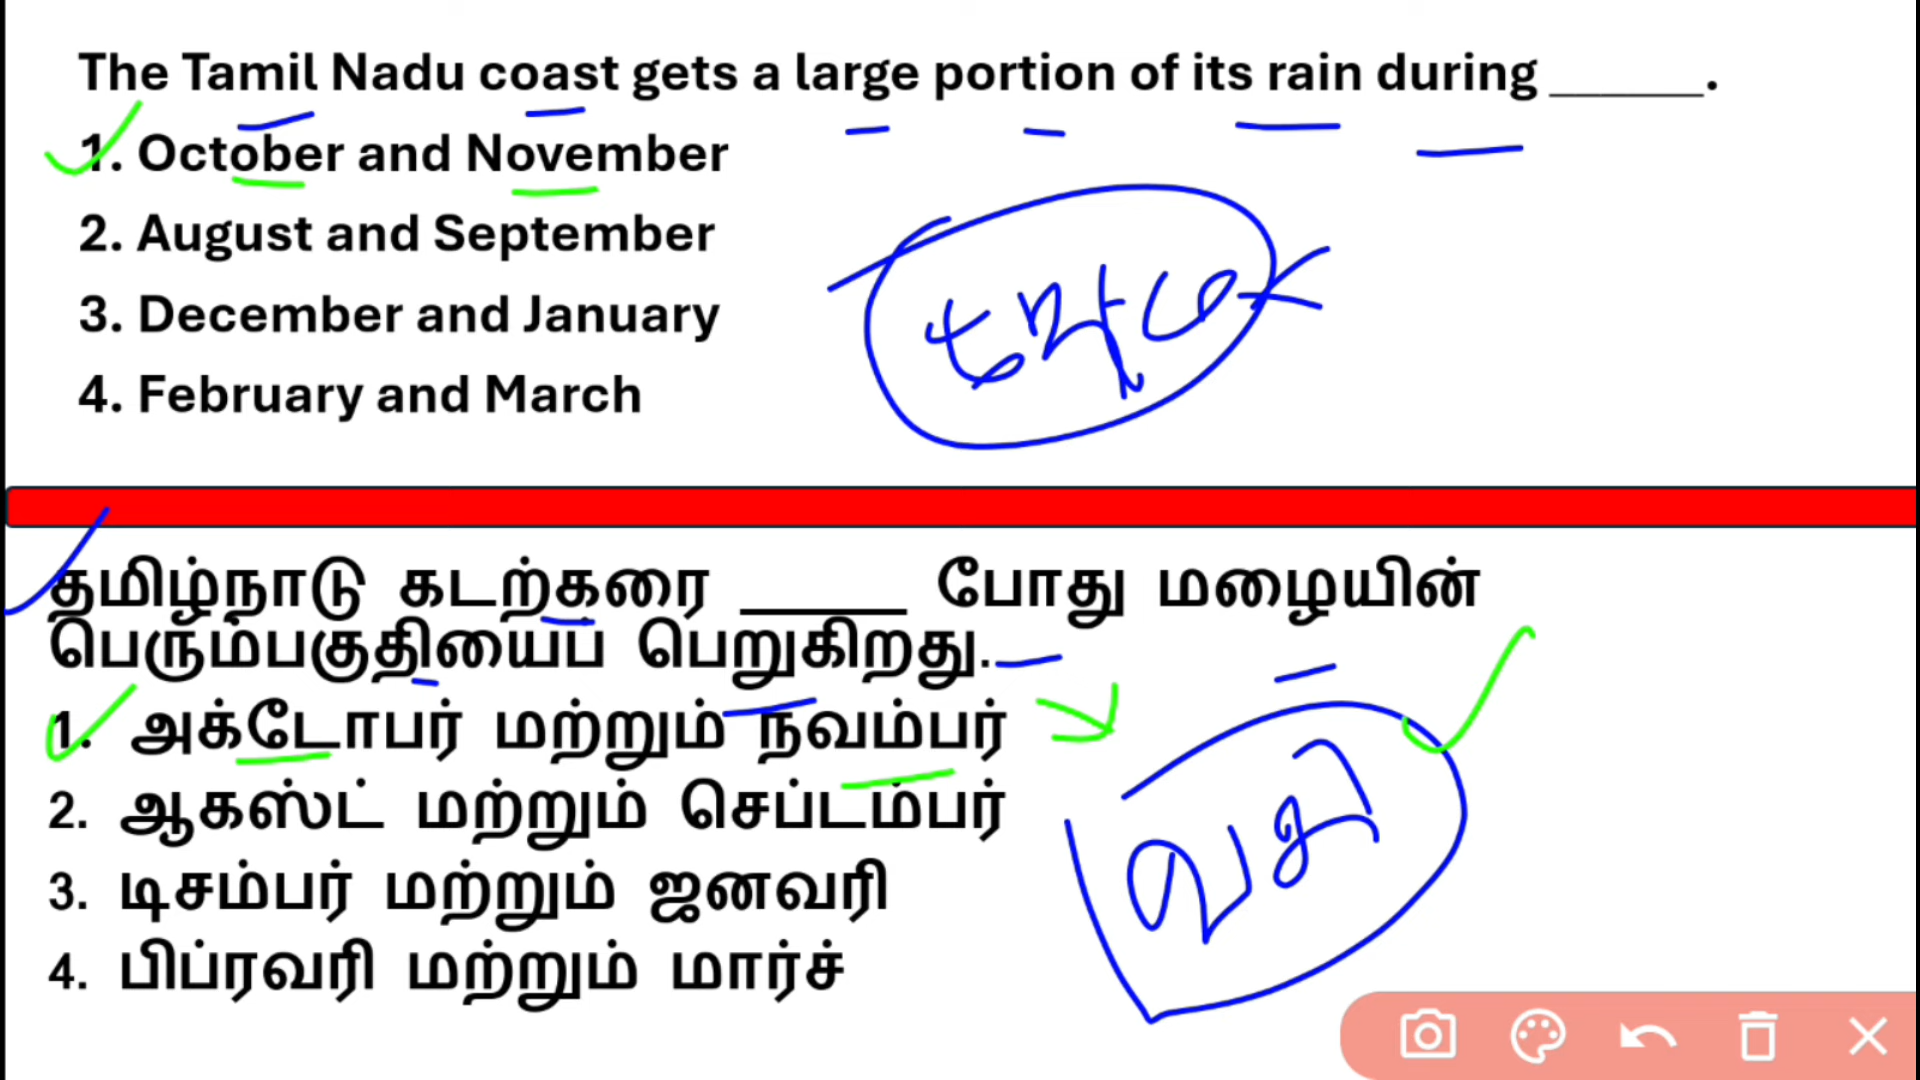 The Tamil Nadu coast gets a large portion of its rain during ______.
1. October and November
2. August and September
3. December and January
4. February and March
தமிழ்நாடு கடற்கரை ______ போது மழையின்
பெரும்பகுதியைப் பெறுகிறது.
1. அக்டோபர் மற்றும் நவம்பர்
2. ஆகஸ்ட் மற்றும் செப்டம்பர்
3. டிசம்பர் மற்றும் ஜனவரி
4. பிப்ரவரி மற்றும் மார்ச்